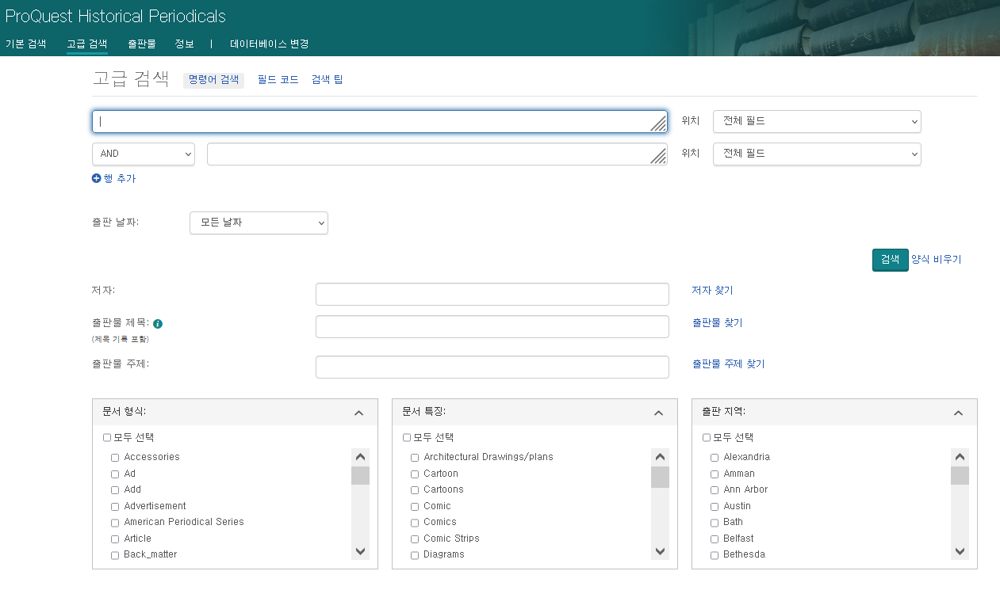 ProQuest Historical Periodicals
기본 검색 고급 검색 출판물 정보 | 데이터베이스 변경
고급 검색 명령어 검색 필드 코드 검색 팁
위치 전체 필드
AND 위치 전체 필드
행 추가
출판 날짜: 모든 날짜
검색 양식 비우기
저자: 저자 찾기
출판물 제목: 출판물 찾기
(제목 기록 포함)
출판물 주제: 출판물 주제 찾기
문서 형식: 문서 특징: 출판 지역:
모두 선택 모두 선택 모두 선택
Accessories Architectural Drawings/plans Alexandria
Ad Cartoon Amman
Add Cartoons Ann Arbor
Advertisement Comic Austin
American Periodical Series Comics Bath
Article Comic Strips Belfast
Back_matter Diagrams Bethesda